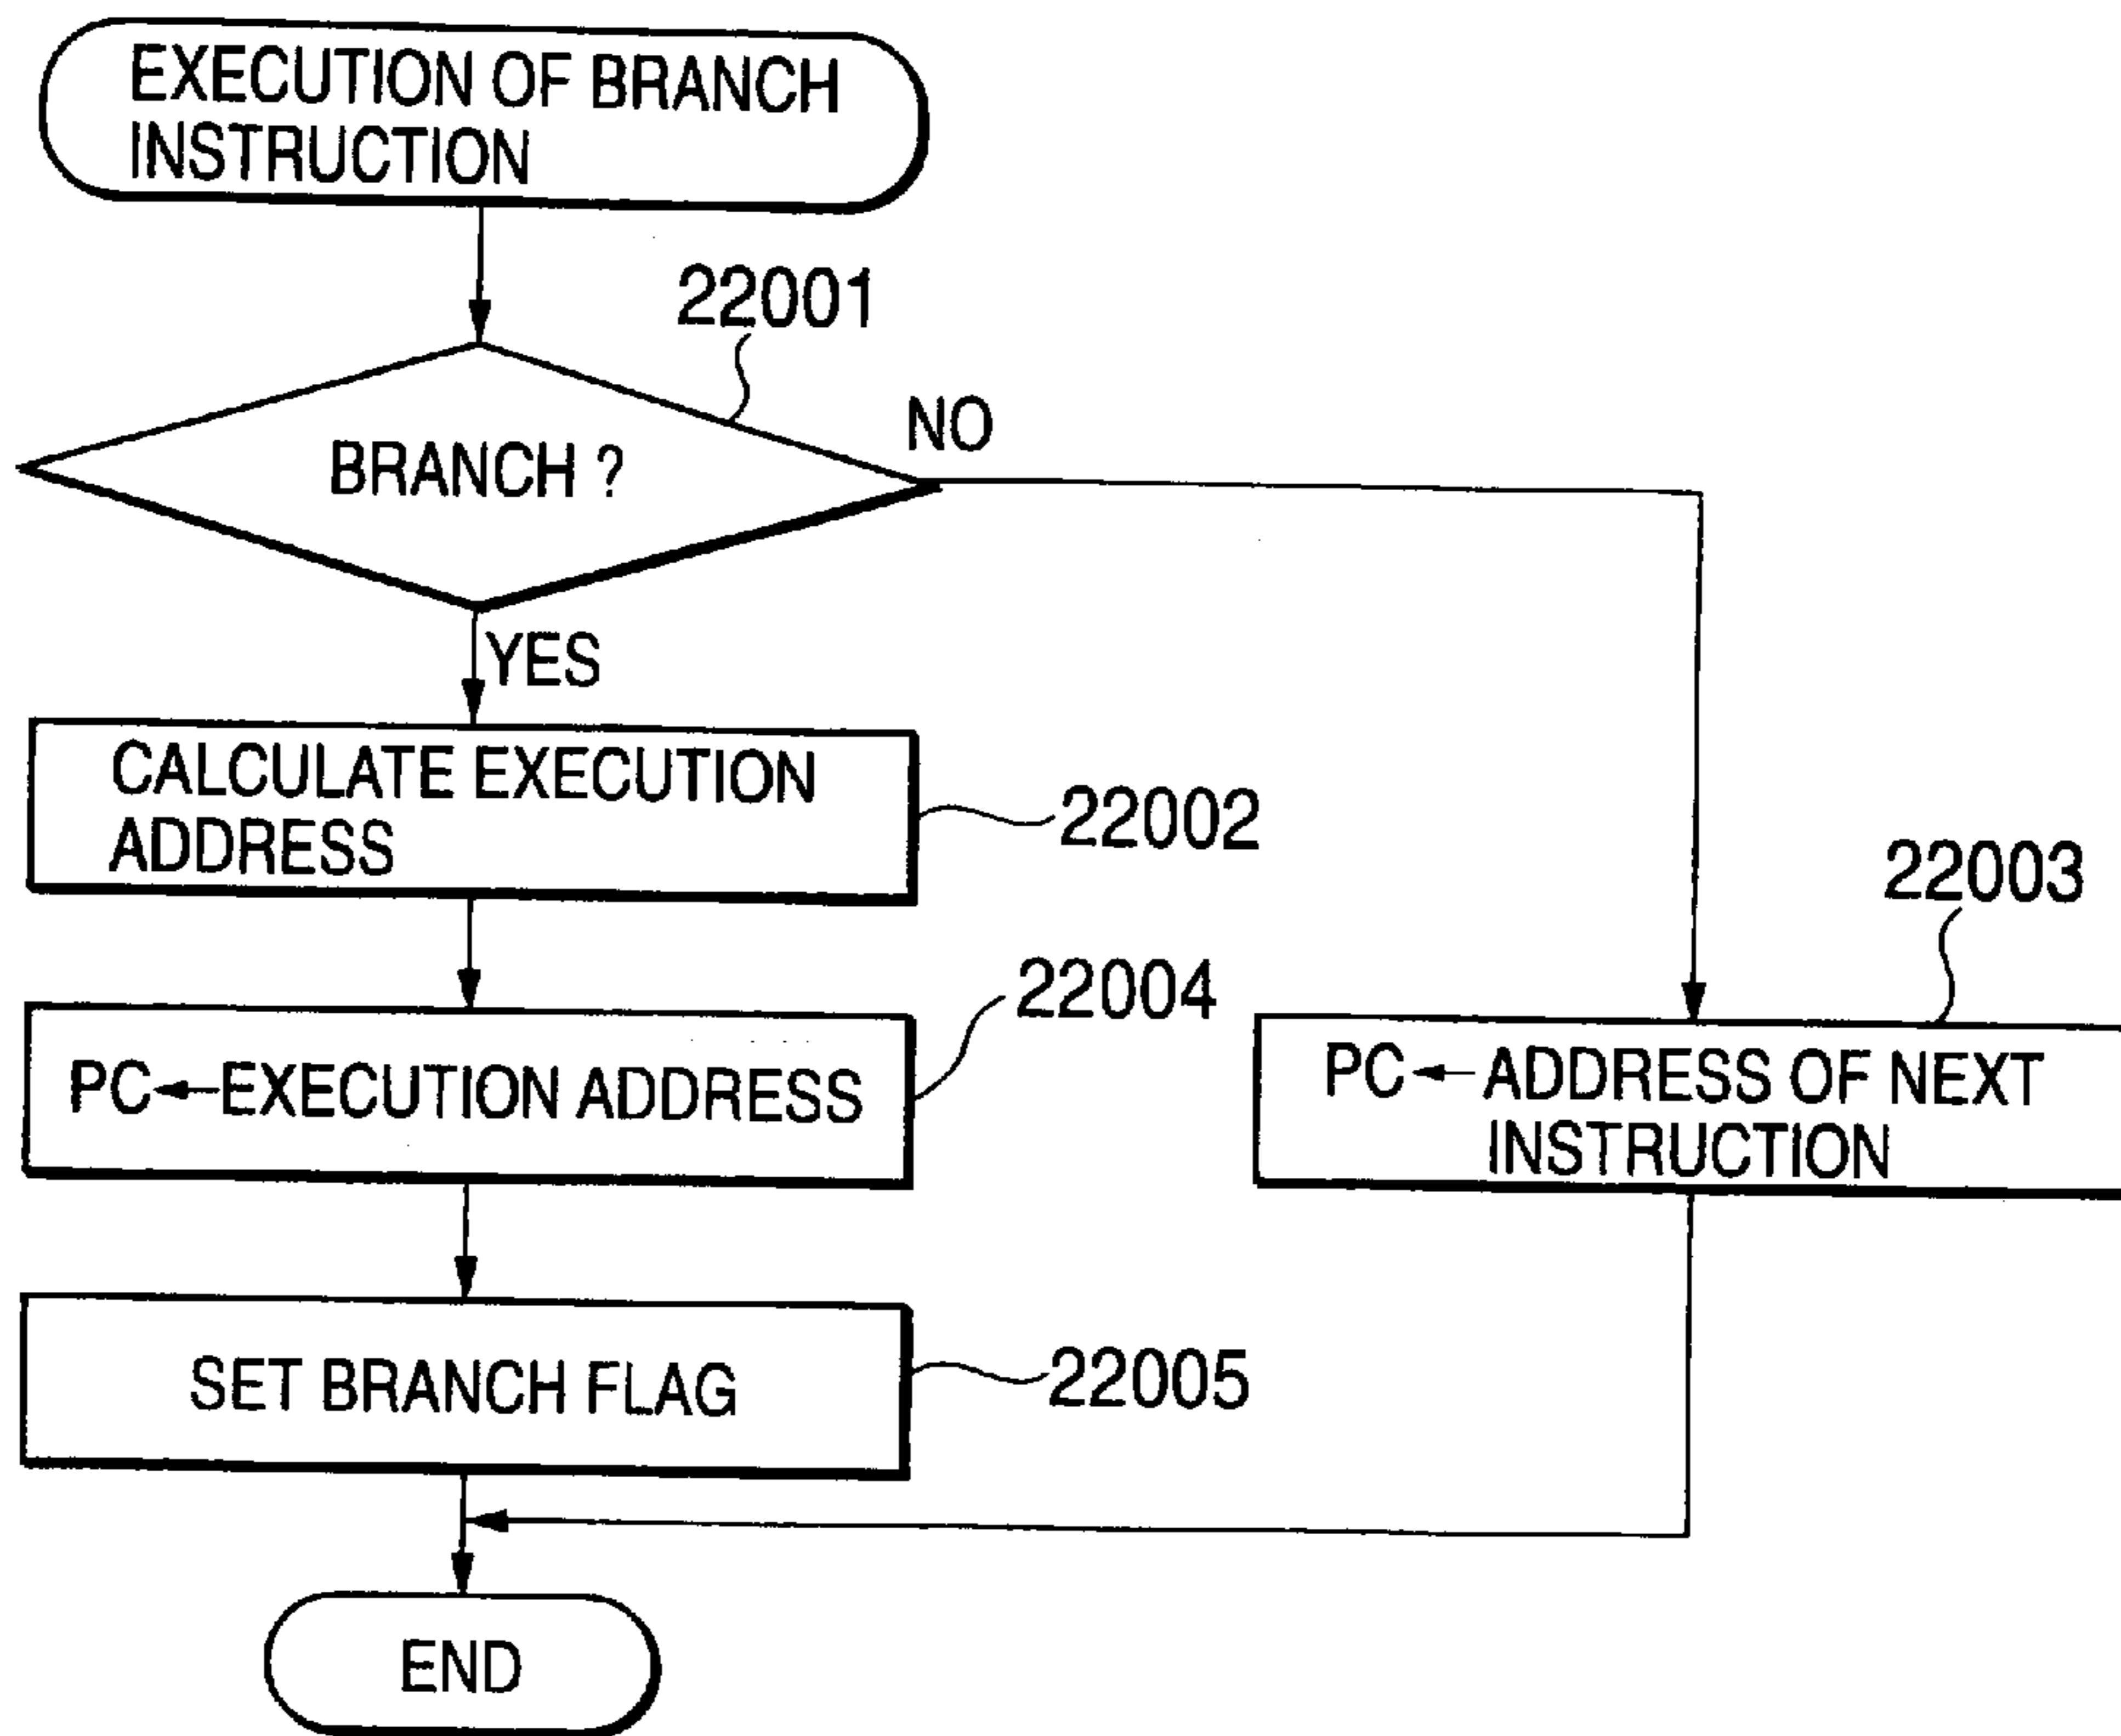 EXECUTION OF BRANCH
INSTRUCTION
22001
BRANCH ?
NO
YES
CALCULATE EXECUTION
ADDRESS
22002
22003
22004
PC←EXECUTION ADDRESS
PC← ADDRESS OF NEXT
INSTRUCTION
SET BRANCH FLAG
22005
END